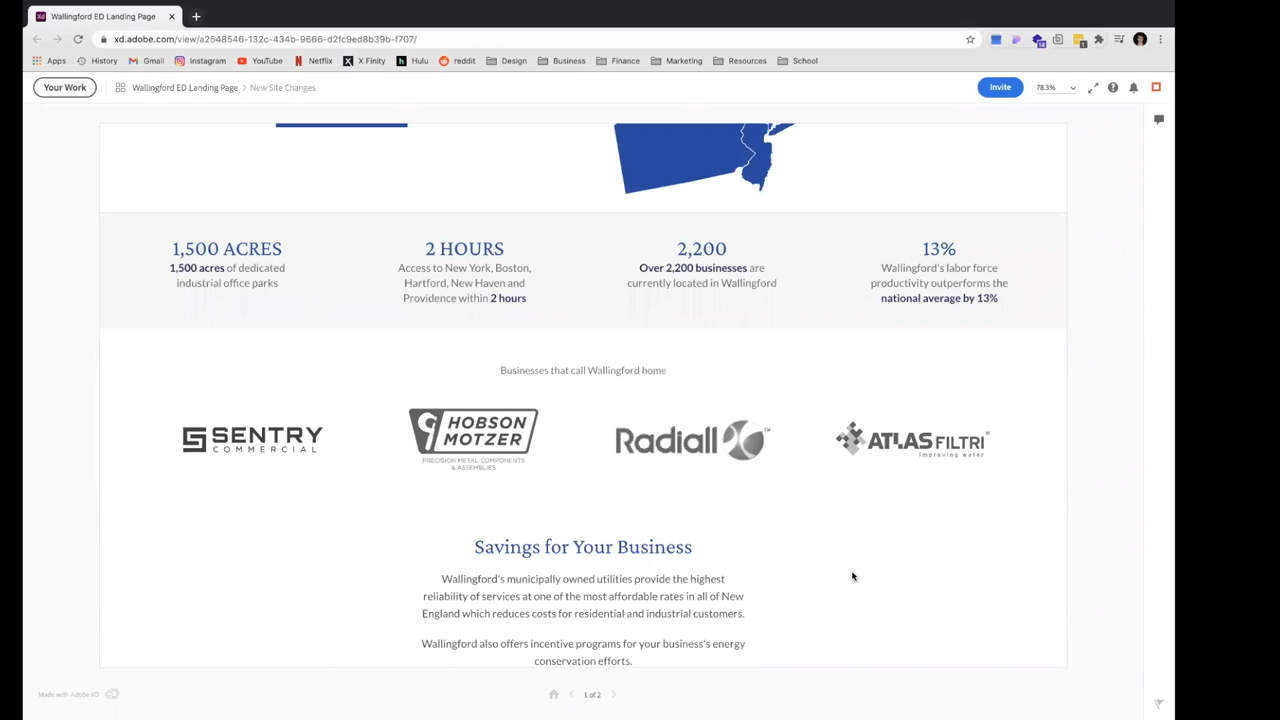 Wallingford ED Landing Page
xd.adobe.com/view/a2548546-132c-434b-9666-d2fc9ed8b39b-f707/
Apps History Gmail Instagram YouTube Netflix X Finity Hulu reddit Design Business Finance Marketing Resources School
Your Work Wallingford ED Landing Page > New Site Changes Invite 78.3%
1,500 ACRES
1,500 acres of dedicated
industrial office parks
2 HOURS
Access to New York, Boston,
Hartford, New Haven and
Providence within 2 hours
2,200
Over 2,200 businesses are
currently located in Wallingford
13%
Wallingford's labor force
productivity outperforms the
national average by 13%
Businesses that call Wallingford home
SENTRY
COMMERCIAL
HOBSON
MOTZER
PRECISION METAL COMPONENTS
& ASSEMBLIES
Radiall™
ATLAS FILTRI®
improving water
Savings for Your Business
Wallingford's municipally owned utilities provide the highest
reliability of services at one of the most affordable rates in all of New
England which reduces costs for residential and industrial customers.
Wallingford also offers incentive programs for your business's energy
conservation efforts.
Made with Adobe XD
1 of 2